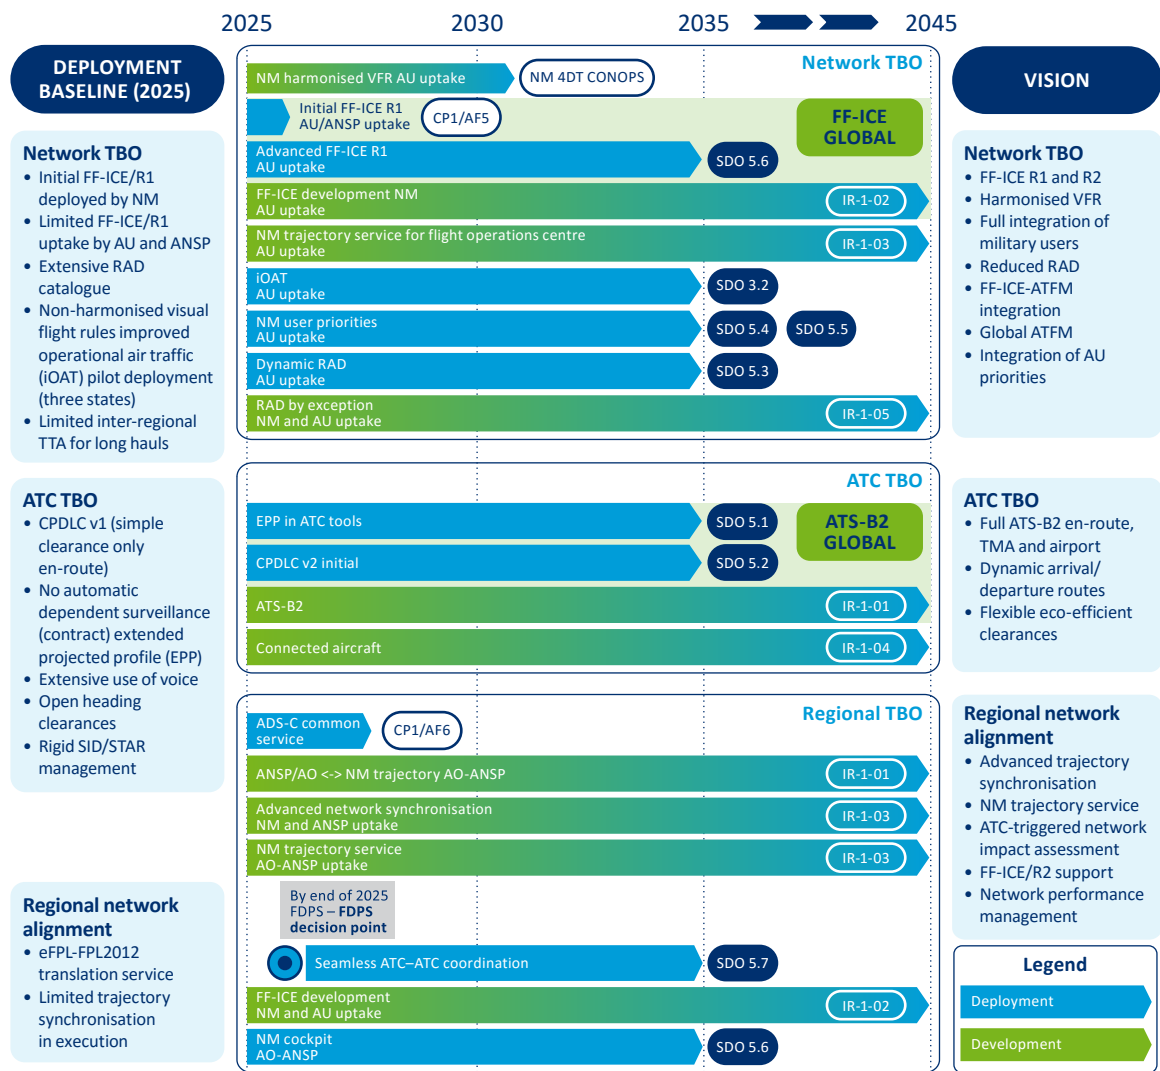 2025
2030
2035
2045
DEPLOYMENT
BASELINE (2025)
Network TBO
• Initial FF-ICE/R1
deployed by NM
• Limited FF-ICE/R1
uptake by AU and ANSP
• Extensive RAD
catalogue
• Non-harmonised visual
flight rules improved
operational air traffic
(iOAT) pilot deployment
(three states)
• Limited inter-regional
TTA for long hauls
ATC TBO
• CPDLC v1 (simple
clearance only
en-route)
• No automatic
dependent surveillance
(contract) extended
projected profile (EPP)
• Extensive use of voice
• Open heading
clearances
• Rigid SID/STAR
management
Regional network
alignment
• eFPL-FPL2012
translation service
• Limited trajectory
synchronisation
in execution
Network TBO
NM harmonised VFR AU uptake
NM 4DT CONOPS
Initial FF-ICE R1
AU/ANSP uptake
CP1/AF5
FF-ICE
GLOBAL
Advanced FF-ICE R1
AU uptake
SDO 5.6
FF-ICE development NM
AU uptake
IR-1-02
NM trajectory service for flight operations centre
AU uptake
IR-1-03
iOAT
AU uptake
SDO 3.2
NM user priorities
AU uptake
SDO 5.4
SDO 5.5
Dynamic RAD
AU uptake
SDO 5.3
RAD by exception
NM and AU uptake
IR-1-05
ATC TBO
EPP in ATC tools
SDO 5.1
ATS-B2
GLOBAL
CPDLC v2 initial
SDO 5.2
ATS-B2
IR-1-01
Connected aircraft
IR-1-04
Regional TBO
ADS-C common
service
CP1/AF6
ANSP/AO <-> NM trajectory AO-ANSP
IR-1-01
Advanced network synchronisation
NM and ANSP uptake
IR-1-03
NM trajectory service
AO-ANSP uptake
IR-1-03
By end of 2025
FDPS – FDPS
decision point
Seamless ATC–ATC coordination
SDO 5.7
FF-ICE development
NM and AU uptake
IR-1-02
NM cockpit
AO-ANSP
SDO 5.6
VISION
Network TBO
• FF-ICE R1 and R2
• Harmonised VFR
• Full integration of
military users
• Reduced RAD
• FF-ICE-ATFM
integration
• Global ATFM
• Integration of AU
priorities
ATC TBO
• Full ATS-B2 en-route,
TMA and airport
• Dynamic arrival/
departure routes
• Flexible eco-efficient
clearances
Regional network
alignment
• Advanced trajectory
synchronisation
• NM trajectory service
• ATC-triggered network
impact assessment
• FF-ICE/R2 support
• Network performance
management
Legend
Deployment
Development